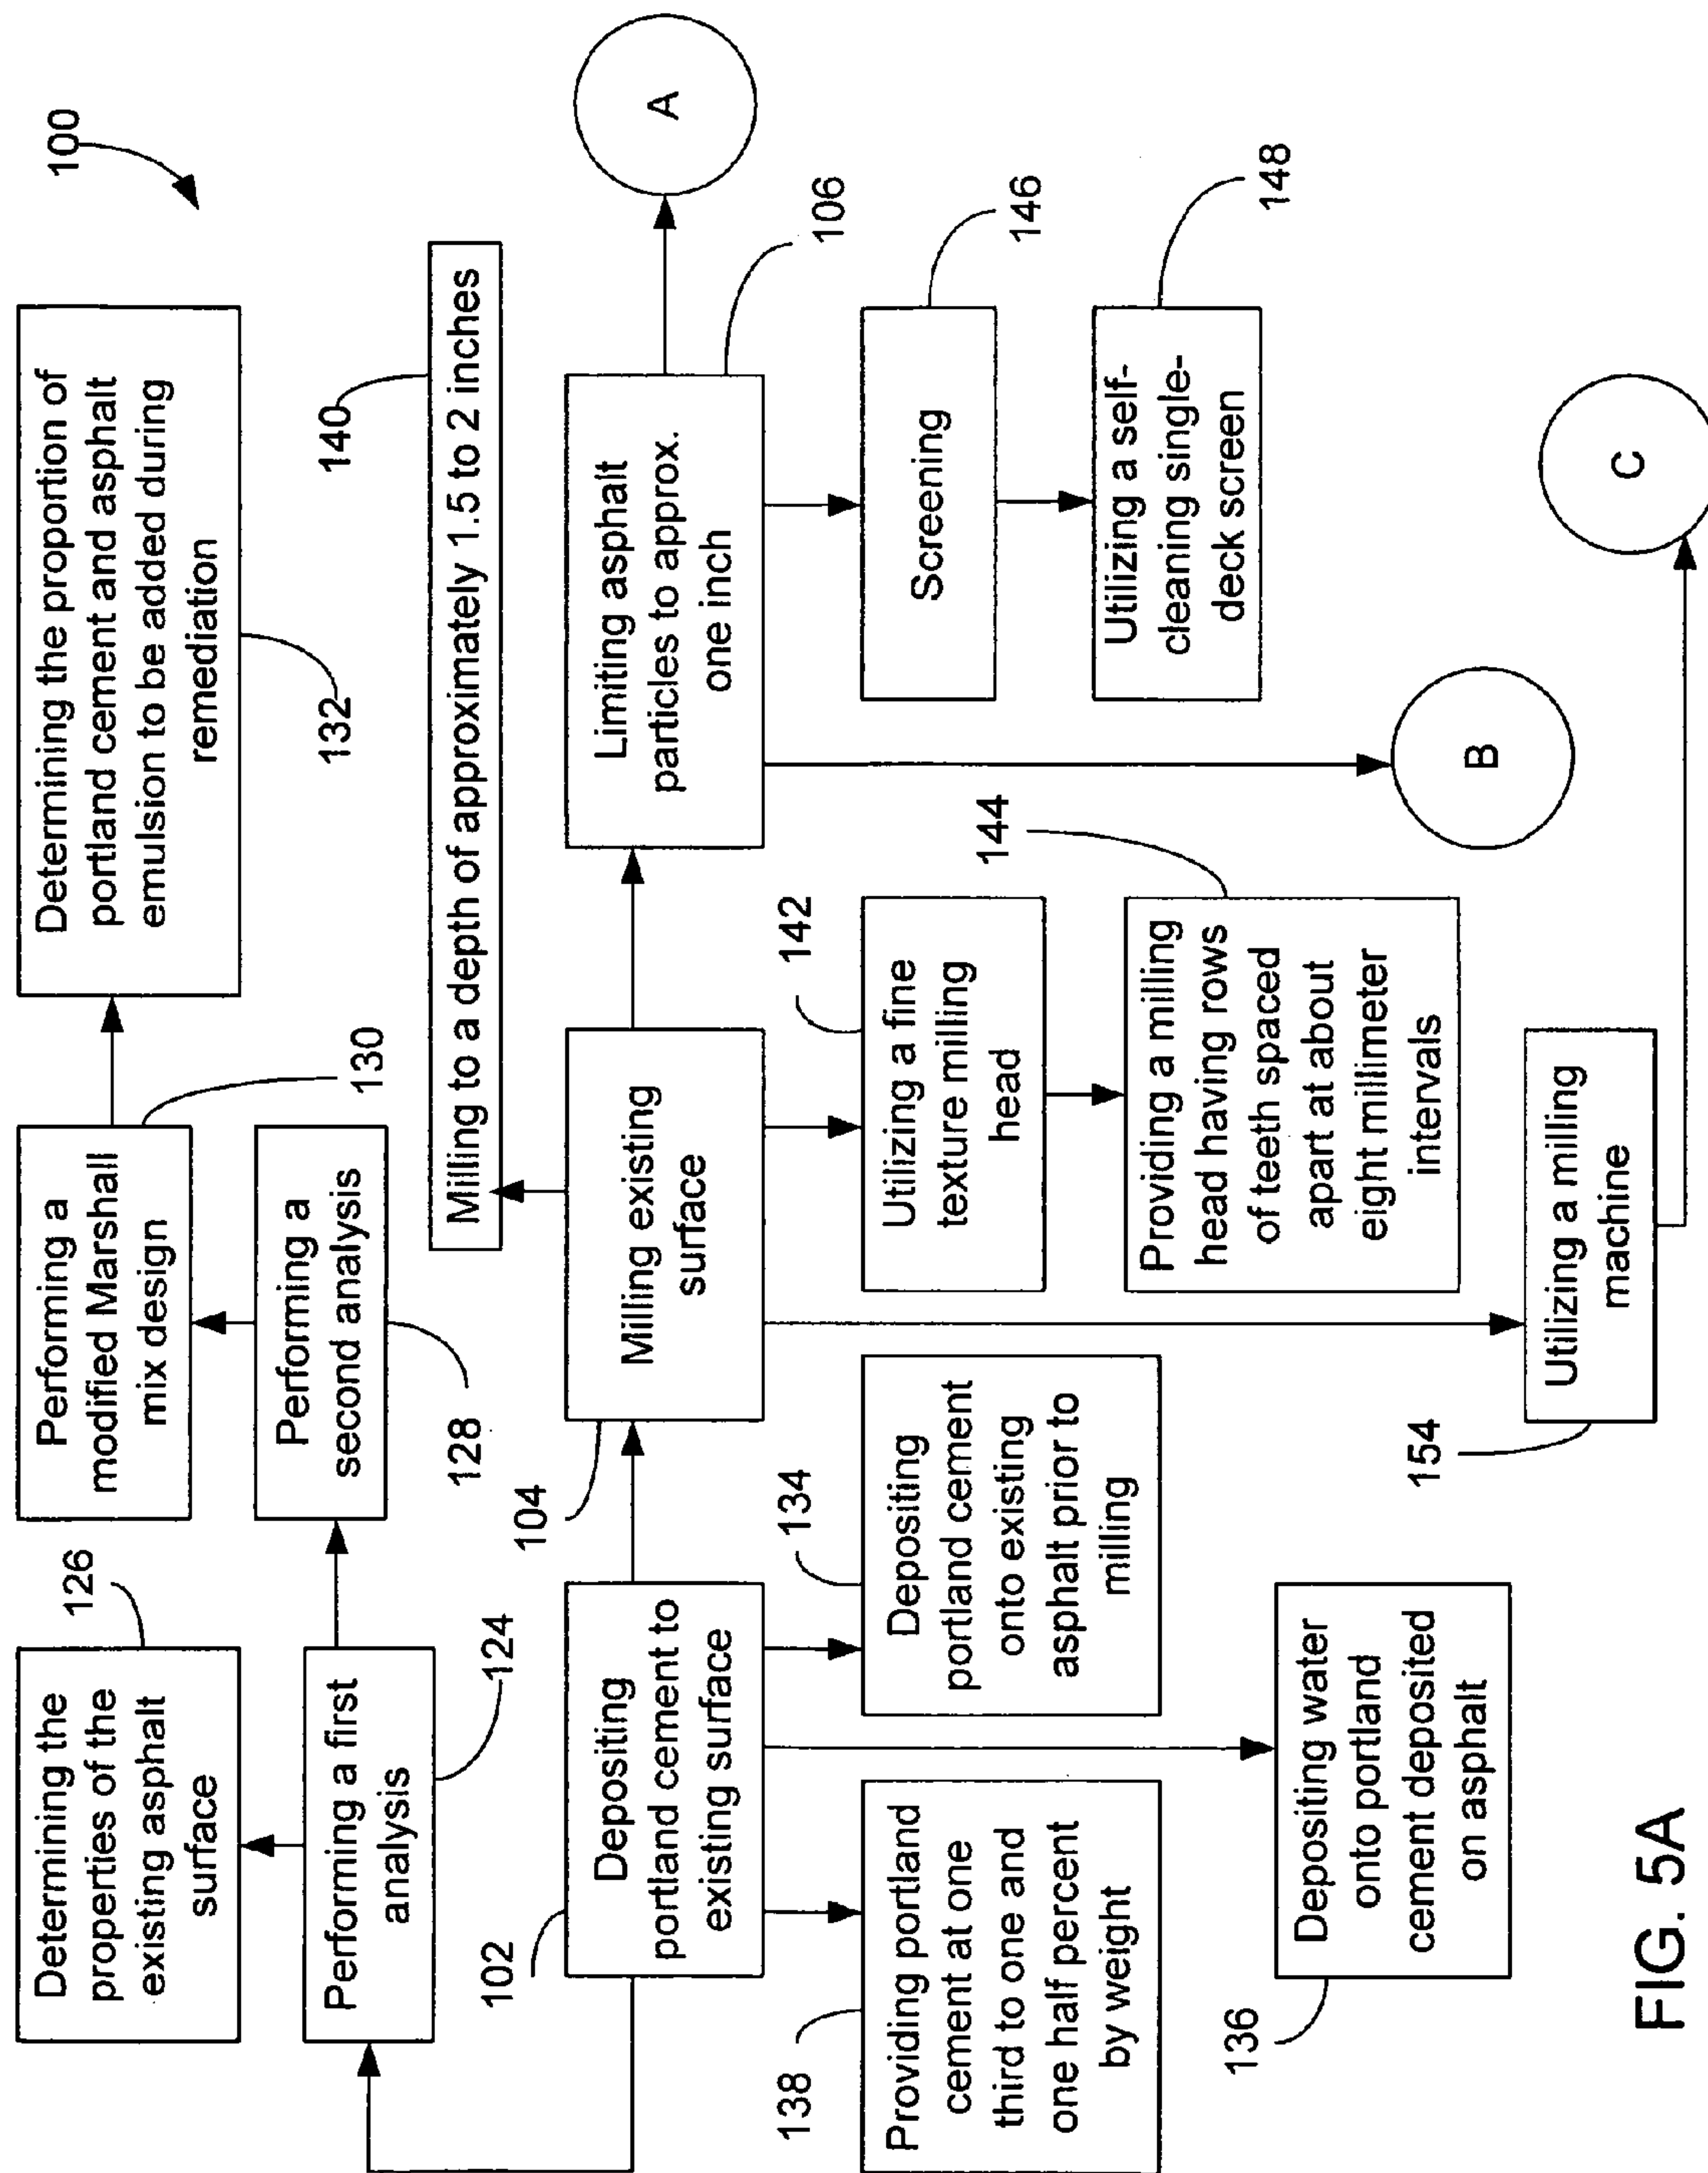 100
Determining the
properties of the
existing asphalt
surface
126
Performing a
modified Marshall
mix design
130
Determining the proportion of
portland cement and asphalt
emulsion to be added during
remediation
132
Performing a first
analysis
124
Performing a
second analysis
128
140
Milling to a depth of approximately 1.5 to 2 inches
102
Depositing
portland cement to
existing surface
104
Milling existing
surface
Limiting asphalt
particles to approx.
one inch
106
A
138
Providing portland
cement at one
third to one and
one half percent
by weight
134
Depositing
portland cement
onto existing
asphalt prior to
milling
142
Utilizing a fine
texture milling
head
144
Providing a milling
head having rows
of teeth spaced
apart at about
eight millimeter
intervals
Screening
146
Utilizing a self-
cleaning single-
deck screen
148
136
Depositing water
onto portland
cement deposited
on asphalt
B
154
Utilizing a milling
machine
C
FIG. 5A